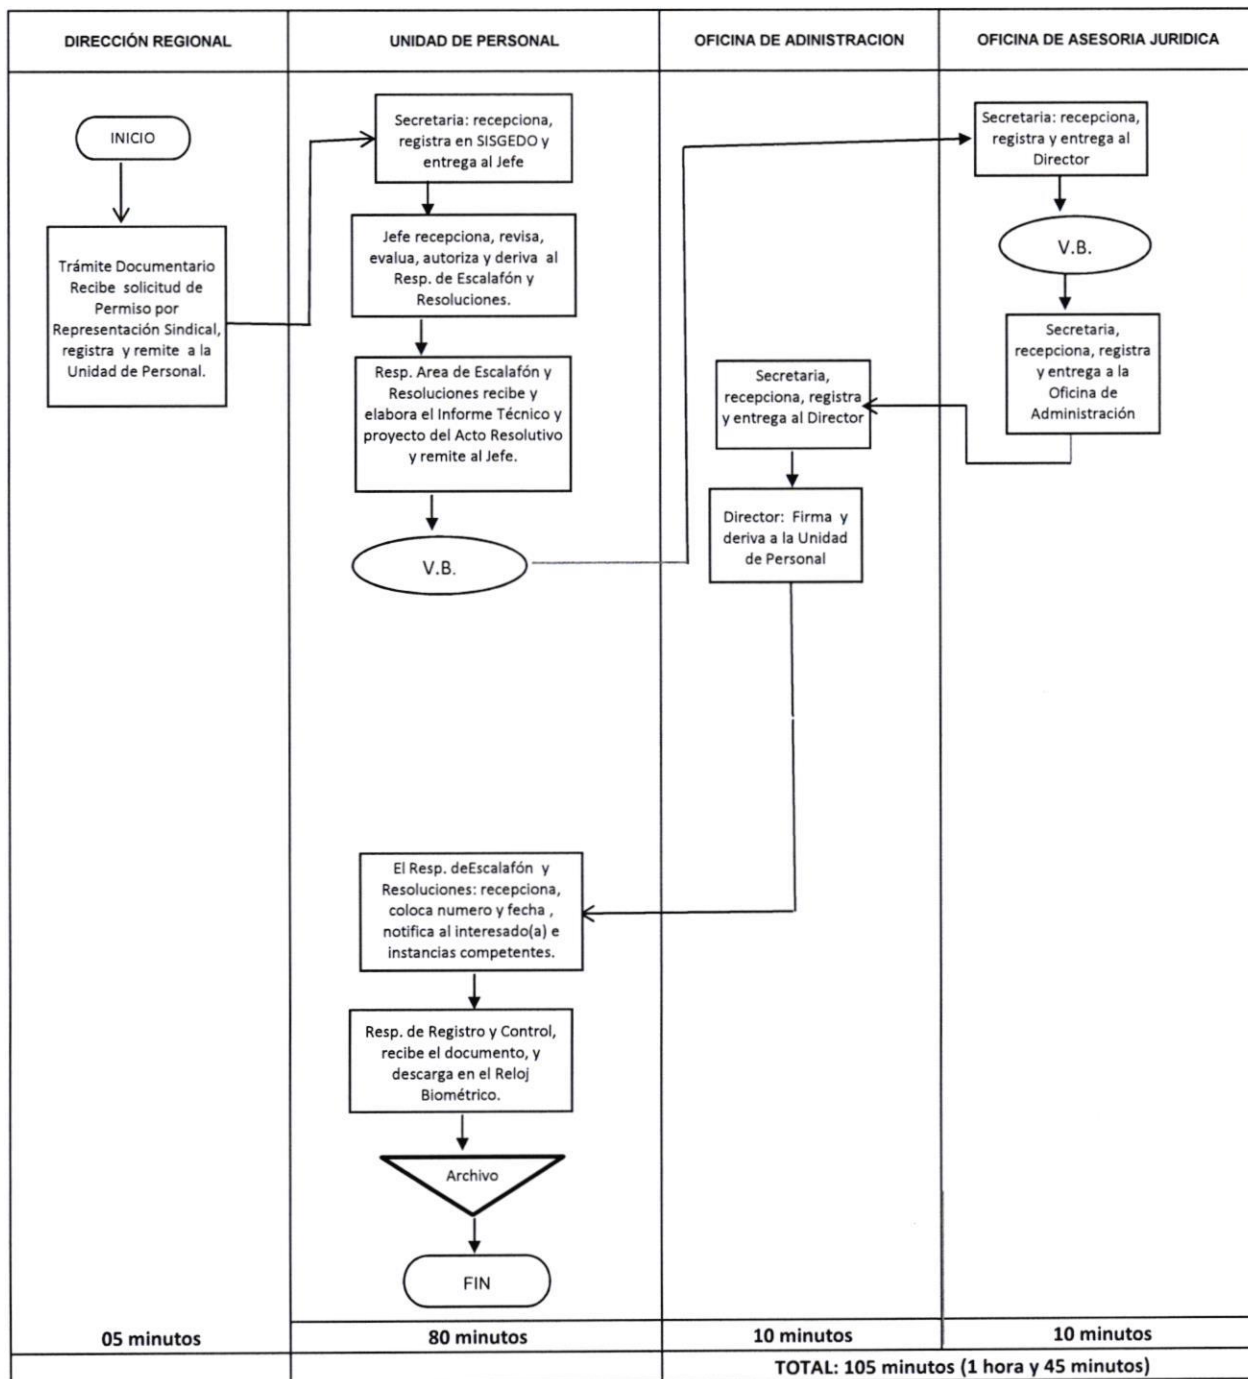 DIRECCIÓN REGIONAL
UNIDAD DE PERSONAL
OFICINA DE ADINISTRACION
OFICINA DE ASESORIA JURIDICA
INICIO
Trámite Documentario
Recibe solicitud de
Permiso por
Representación Sindical,
registra y remite a la
Unidad de Personal.
Secretaria: recepciona,
registra en SISGEDO y
entrega al Jefe
Jefe recepciona, revisa,
evalua, autoriza y deriva al
Resp. de Escalafón y
Resoluciones.
Resp. Area de Escalafón y
Resoluciones recibe y
elabora el Informe Técnico y
proyecto del Acto Resolutivo
y remite al Jefe.
V.B.
Secretaria: recepciona,
registra y entrega al
Director
V.B.
Secretaria,
recepciona, registra
y entrega a la
Oficina de
Administración
Secretaria,
recepciona, registra
y entrega al Director
Director: Firma y
deriva a la Unidad
de Personal
El Resp. deEscalafón y
Resoluciones: recepciona,
coloca numero y fecha ,
notifica al interesado(a) e
instancias competentes.
Resp. de Registro y Control,
recibe el documento, y
descarga en el Reloj
Biométrico.
Archivo
FIN
05 minutos
80 minutos
10 minutos
10 minutos
TOTAL: 105 minutos (1 hora y 45 minutos)